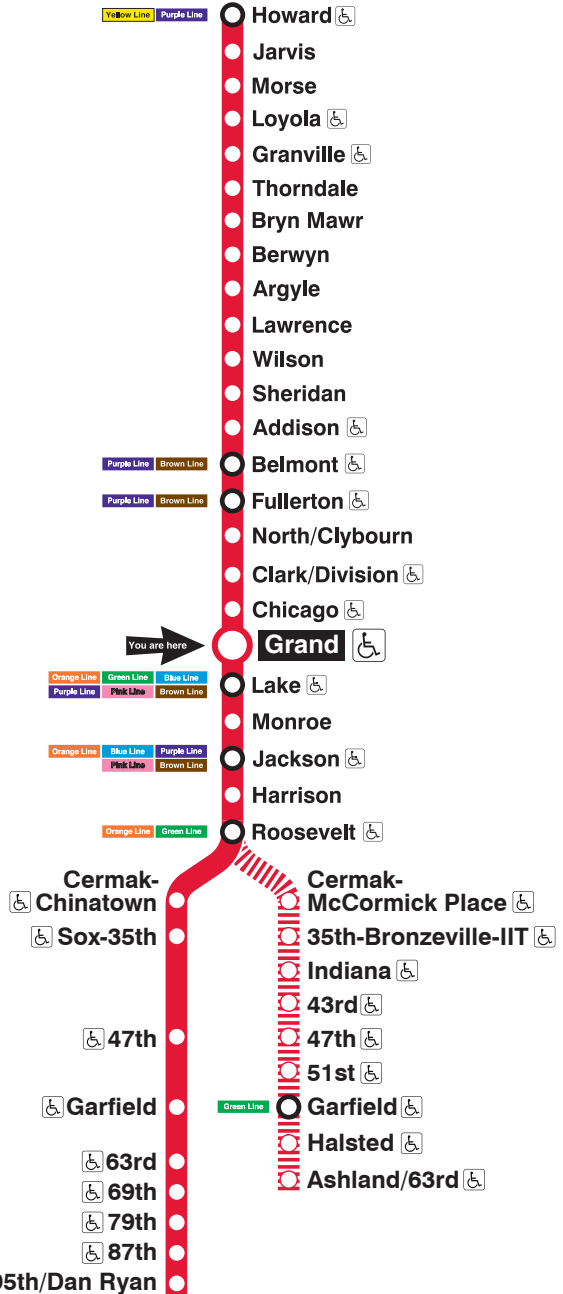 Yellow Line Purple Line Howard
Jarvis
Morse
Loyola
Granville
Thorndale
Bryn Mawr
Berwyn
Argyle
Lawrence
Wilson
Sheridan
Addison
Purple Line Brown Line Belmont
Purple Line Brown Line Fullerton
North/Clybourn
Clark/Division
Chicago
You are here Grand
Orange Line Green Line Blue Line
Purple Line Pink Line Brown Line
Lake
Monroe
Orange Line Blue Line Purple Line
Pink Line Brown Line
Jackson
Harrison
Orange Line Green Line Roosevelt
Cermak-
Chinatown
Sox-35th
47th
Garfield
63rd
69th
79th
87th
95th/Dan Ryan
Cermak-
McCormick Place
35th-Bronzeville-IIT
Indiana
43rd
47th
51st
Green Line Garfield
Halsted
Ashland/63rd